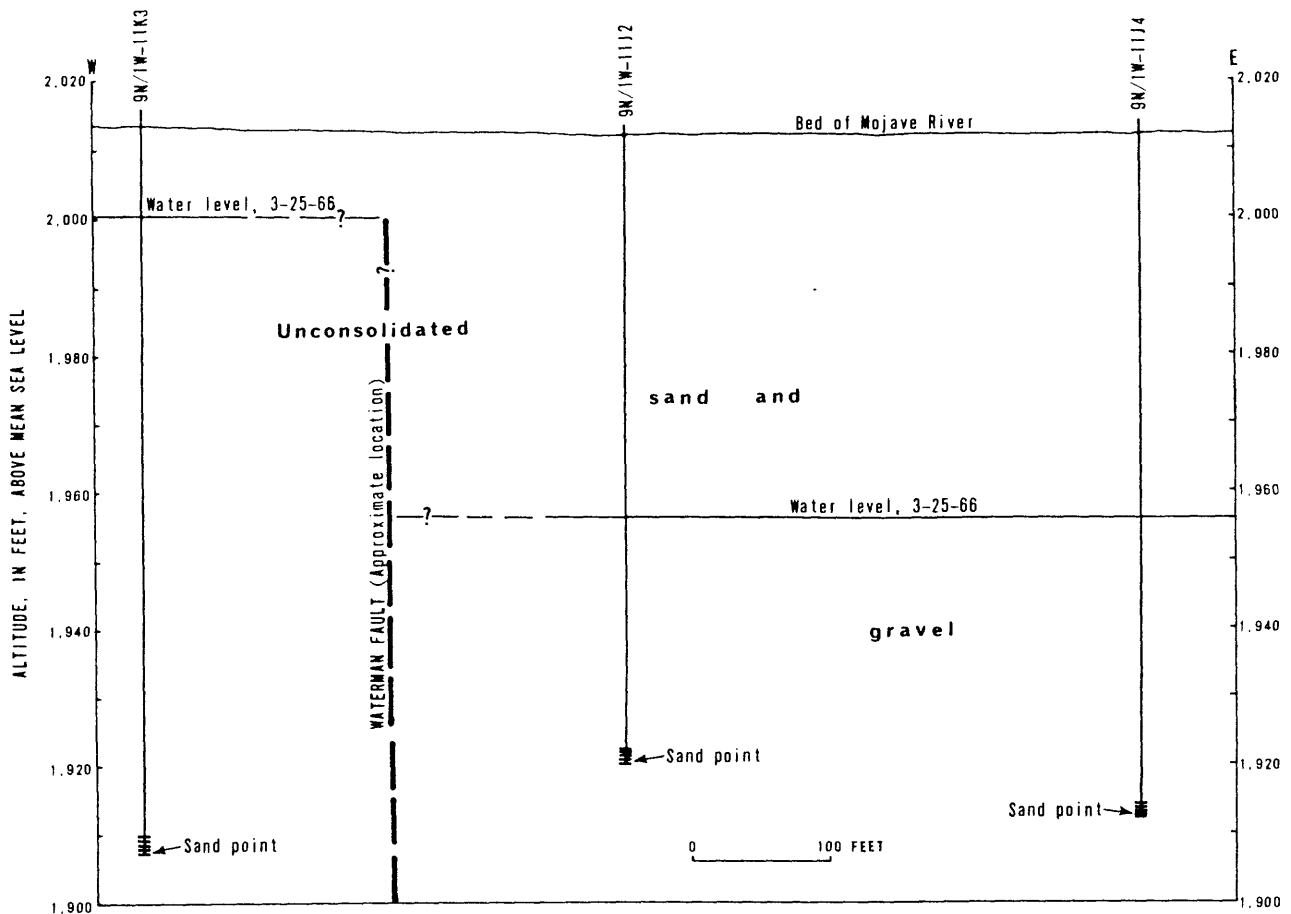 9N/1W-11K3
9N/1W-11J2
9N/1W-11J4
W
E
2,020
2,020
Bed of Mojave River
Water level, 3-25-66
?
2,000
2,000
?
Unconsolidated
1,980
1,980
sand and
ALTITUDE, IN FEET, ABOVE MEAN SEA LEVEL
WATERMAN FAULT (Approximate location)
1,960
1,960
Water level, 3-25-66
?
1,940
1,940
gravel
1,920
1,920
Sand point
Sand point
Sand point
0 100 FEET
1,900
1,900